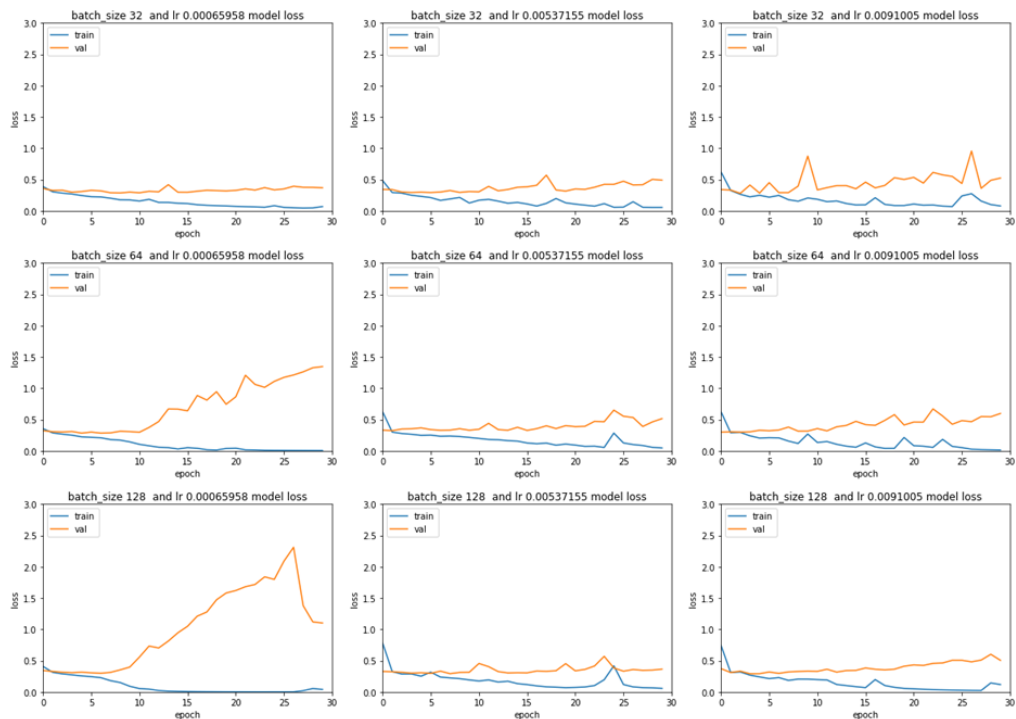 batch_size 32 and lr 0.00065958 model loss
3.0
2.5
2.0
1.5
1.0
0.5
0.0
loss
train
val
0 5 10 15 20 25 30
epoch
batch_size 32 and lr 0.00537155 model loss
3.0
2.5
2.0
1.5
1.0
0.5
0.0
loss
train
val
0 5 10 15 20 25 30
epoch
batch_size 32 and lr 0.0091005 model loss
3.0
2.5
2.0
1.5
1.0
0.5
0.0
loss
train
val
0 5 10 15 20 25 30
epoch
batch_size 64 and lr 0.00065958 model loss
3.0
2.5
2.0
1.5
1.0
0.5
0.0
loss
train
val
0 5 10 15 20 25 30
epoch
batch_size 64 and lr 0.00537155 model loss
3.0
2.5
2.0
1.5
1.0
0.5
0.0
loss
train
val
0 5 10 15 20 25 30
epoch
batch_size 64 and lr 0.0091005 model loss
3.0
2.5
2.0
1.5
1.0
0.5
0.0
loss
train
val
0 5 10 15 20 25 30
epoch
batch_size 128 and lr 0.00065958 model loss
3.0
2.5
2.0
1.5
1.0
0.5
0.0
loss
train
val
0 5 10 15 20 25 30
epoch
batch_size 128 and lr 0.00537155 model loss
3.0
2.5
2.0
1.5
1.0
0.5
0.0
loss
train
val
0 5 10 15 20 25 30
epoch
batch_size 128 and lr 0.0091005 model loss
3.0
2.5
2.0
1.5
1.0
0.5
0.0
loss
train
val
0 5 10 15 20 25 30
epoch